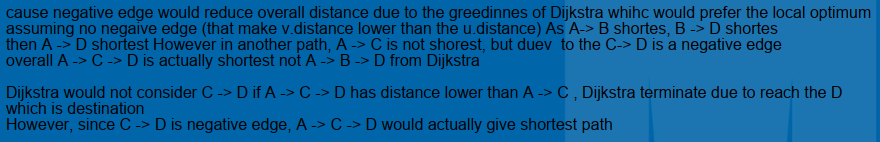 cause negative edge would reduce overall distance due to the greedinnes of Dijkstra whihc would prefer the local optimum
assuming no negaive edge (that make v.distance lower than the u.distance) As A-> B shortes, B -> D shortes
then A -> D shortest However in another path, A -> C is not shorest, but duev  to the C-> D is a negative edge
overall A -> C -> D is actually shortest not A -> B -> D from Dijkstra

Dijkstra would not consider C -> D if A -> C -> D has distance lower than A -> C , Dijkstra terminate due to reach the D
which is destination
However, since C -> D is negative edge, A -> C -> D would actually give shortest path